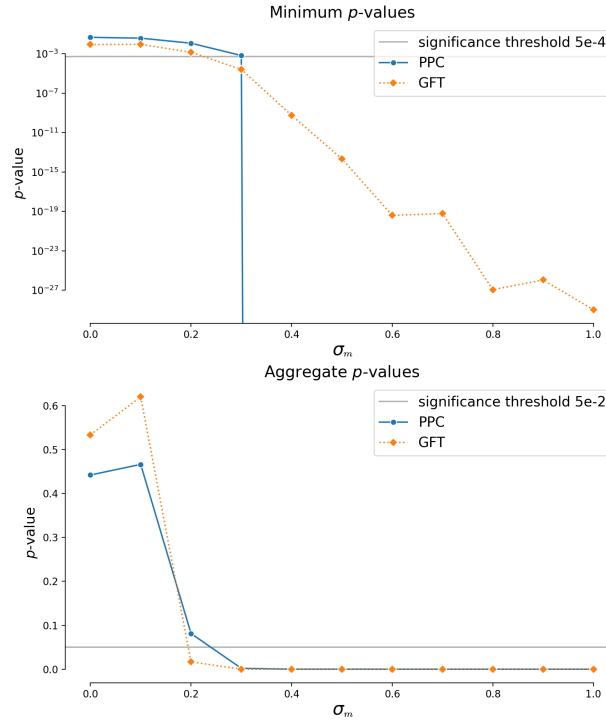 Minimum p-values
significance threshold 5e-4
PPC
GFT
p-value
10⁻³
10⁻⁷
10⁻¹¹
10⁻¹⁵
10⁻¹⁹
10⁻²³
10⁻²⁷
0.0 0.2 0.4 0.6 0.8 1.0
σₘ
Aggregate p-values
significance threshold 5e-2
PPC
GFT
p-value
0.6
0.5
0.4
0.3
0.2
0.1
0.0
0.0 0.2 0.4 0.6 0.8 1.0
σₘ